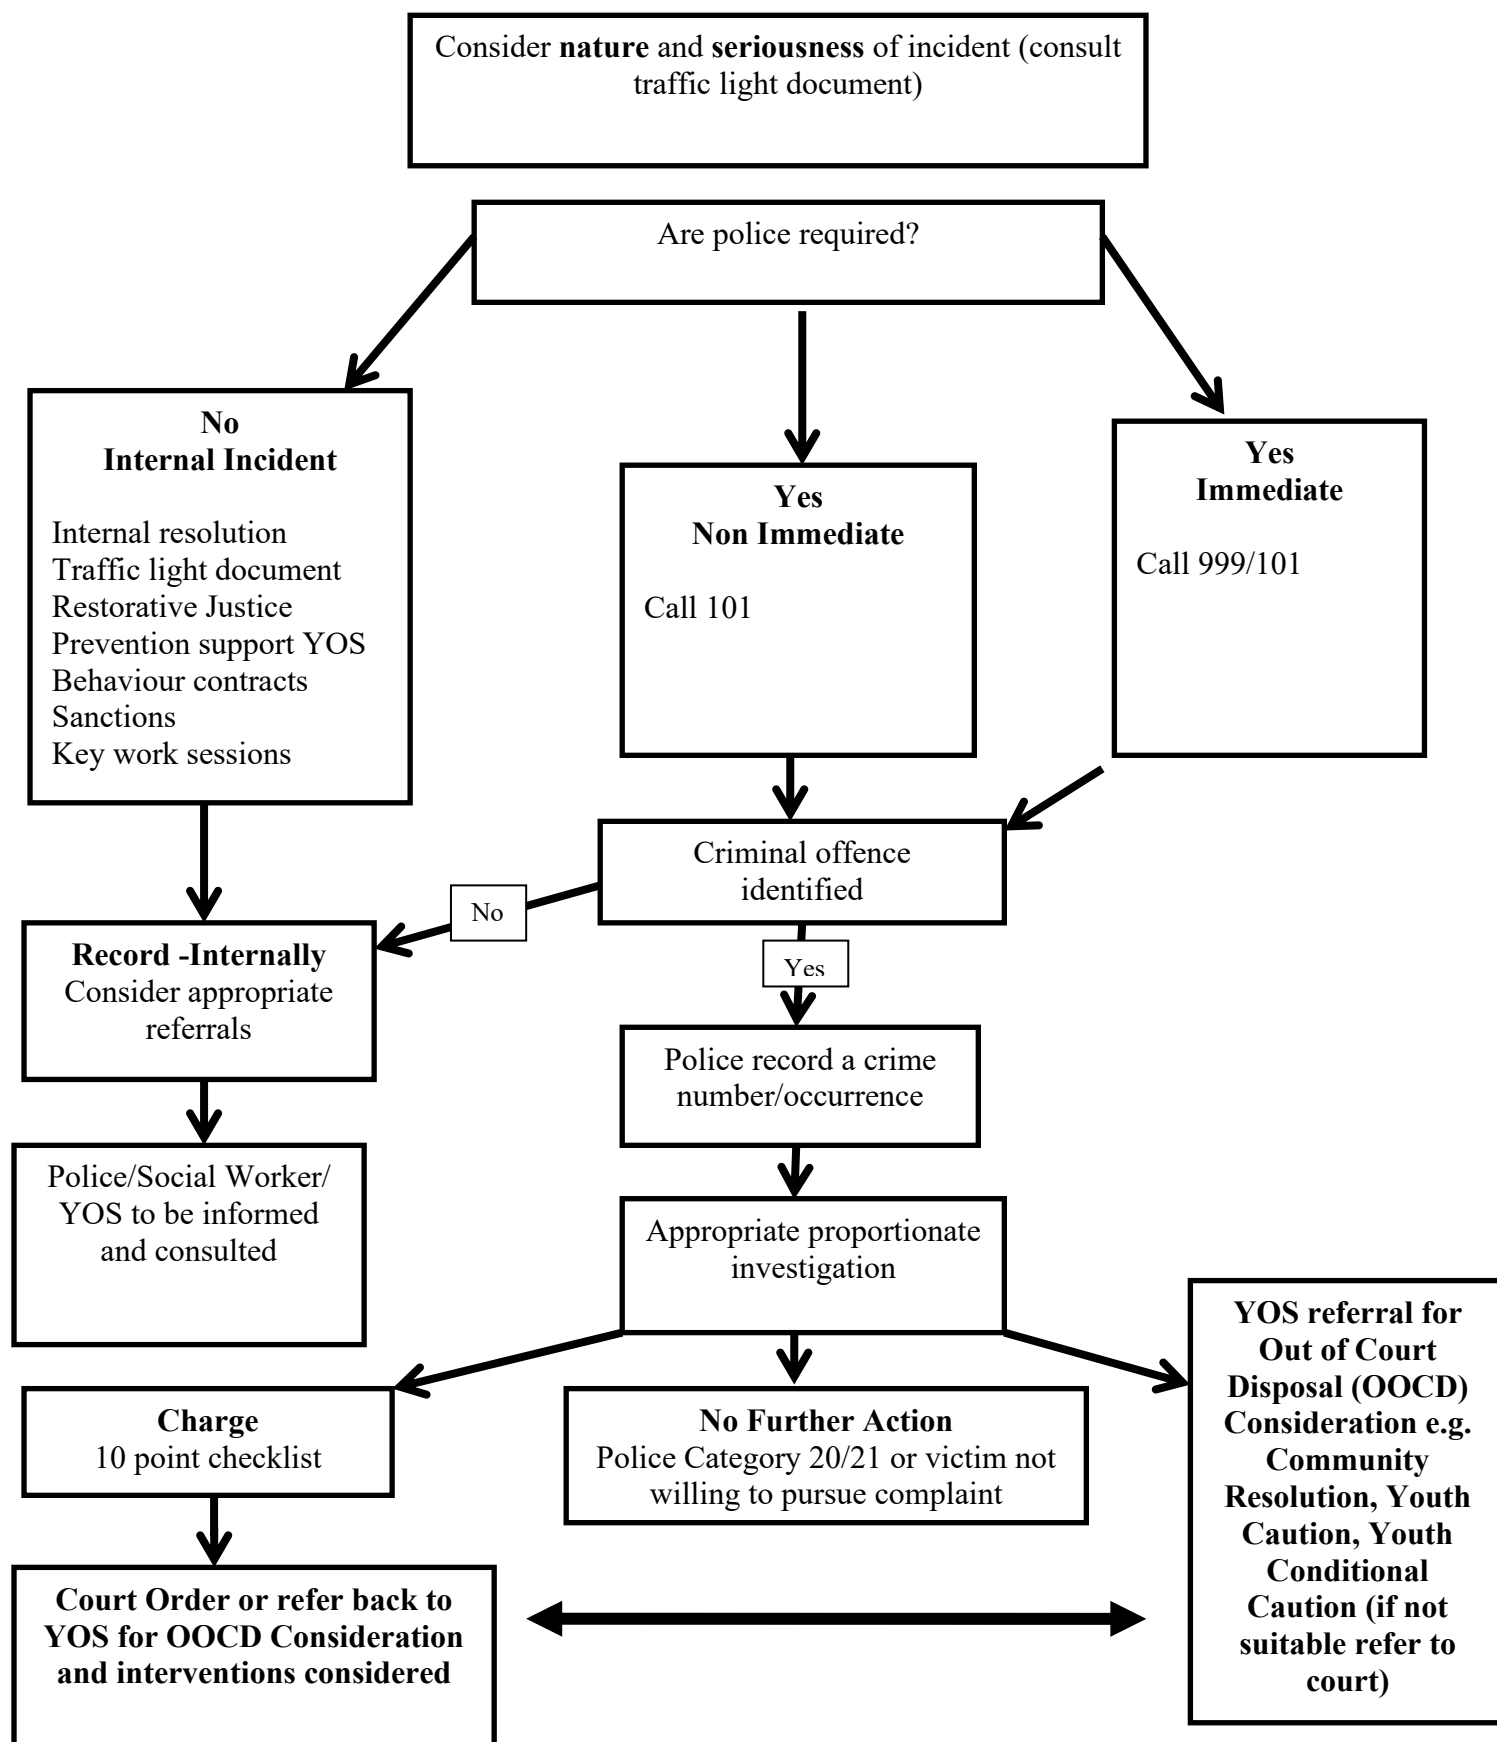 Consider nature and seriousness of incident (consult
traffic light document)
Are police required?
No
Internal Incident
Internal resolution
Traffic light document
Restorative Justice
Prevention support YOS
Behaviour contracts
Sanctions
Key work sessions
Yes
Non Immediate
Call 101
Yes
Immediate
Call 999/101
Criminal offence
identified
No
Yes
Record -Internally
Consider appropriate
referrals
Police record a crime
number/occurrence
Police/Social Worker/
YOS to be informed
and consulted
Appropriate proportionate
investigation
Charge
10 point checklist
No Further Action
Police Category 20/21 or victim not
willing to pursue complaint
YOS referral for
Out of Court
Disposal (OOCD)
Consideration e.g.
Community
Resolution, Youth
Caution, Youth
Conditional
Caution (if not
suitable refer to
court)
Court Order or refer back to
YOS for OOCD Consideration
and interventions considered